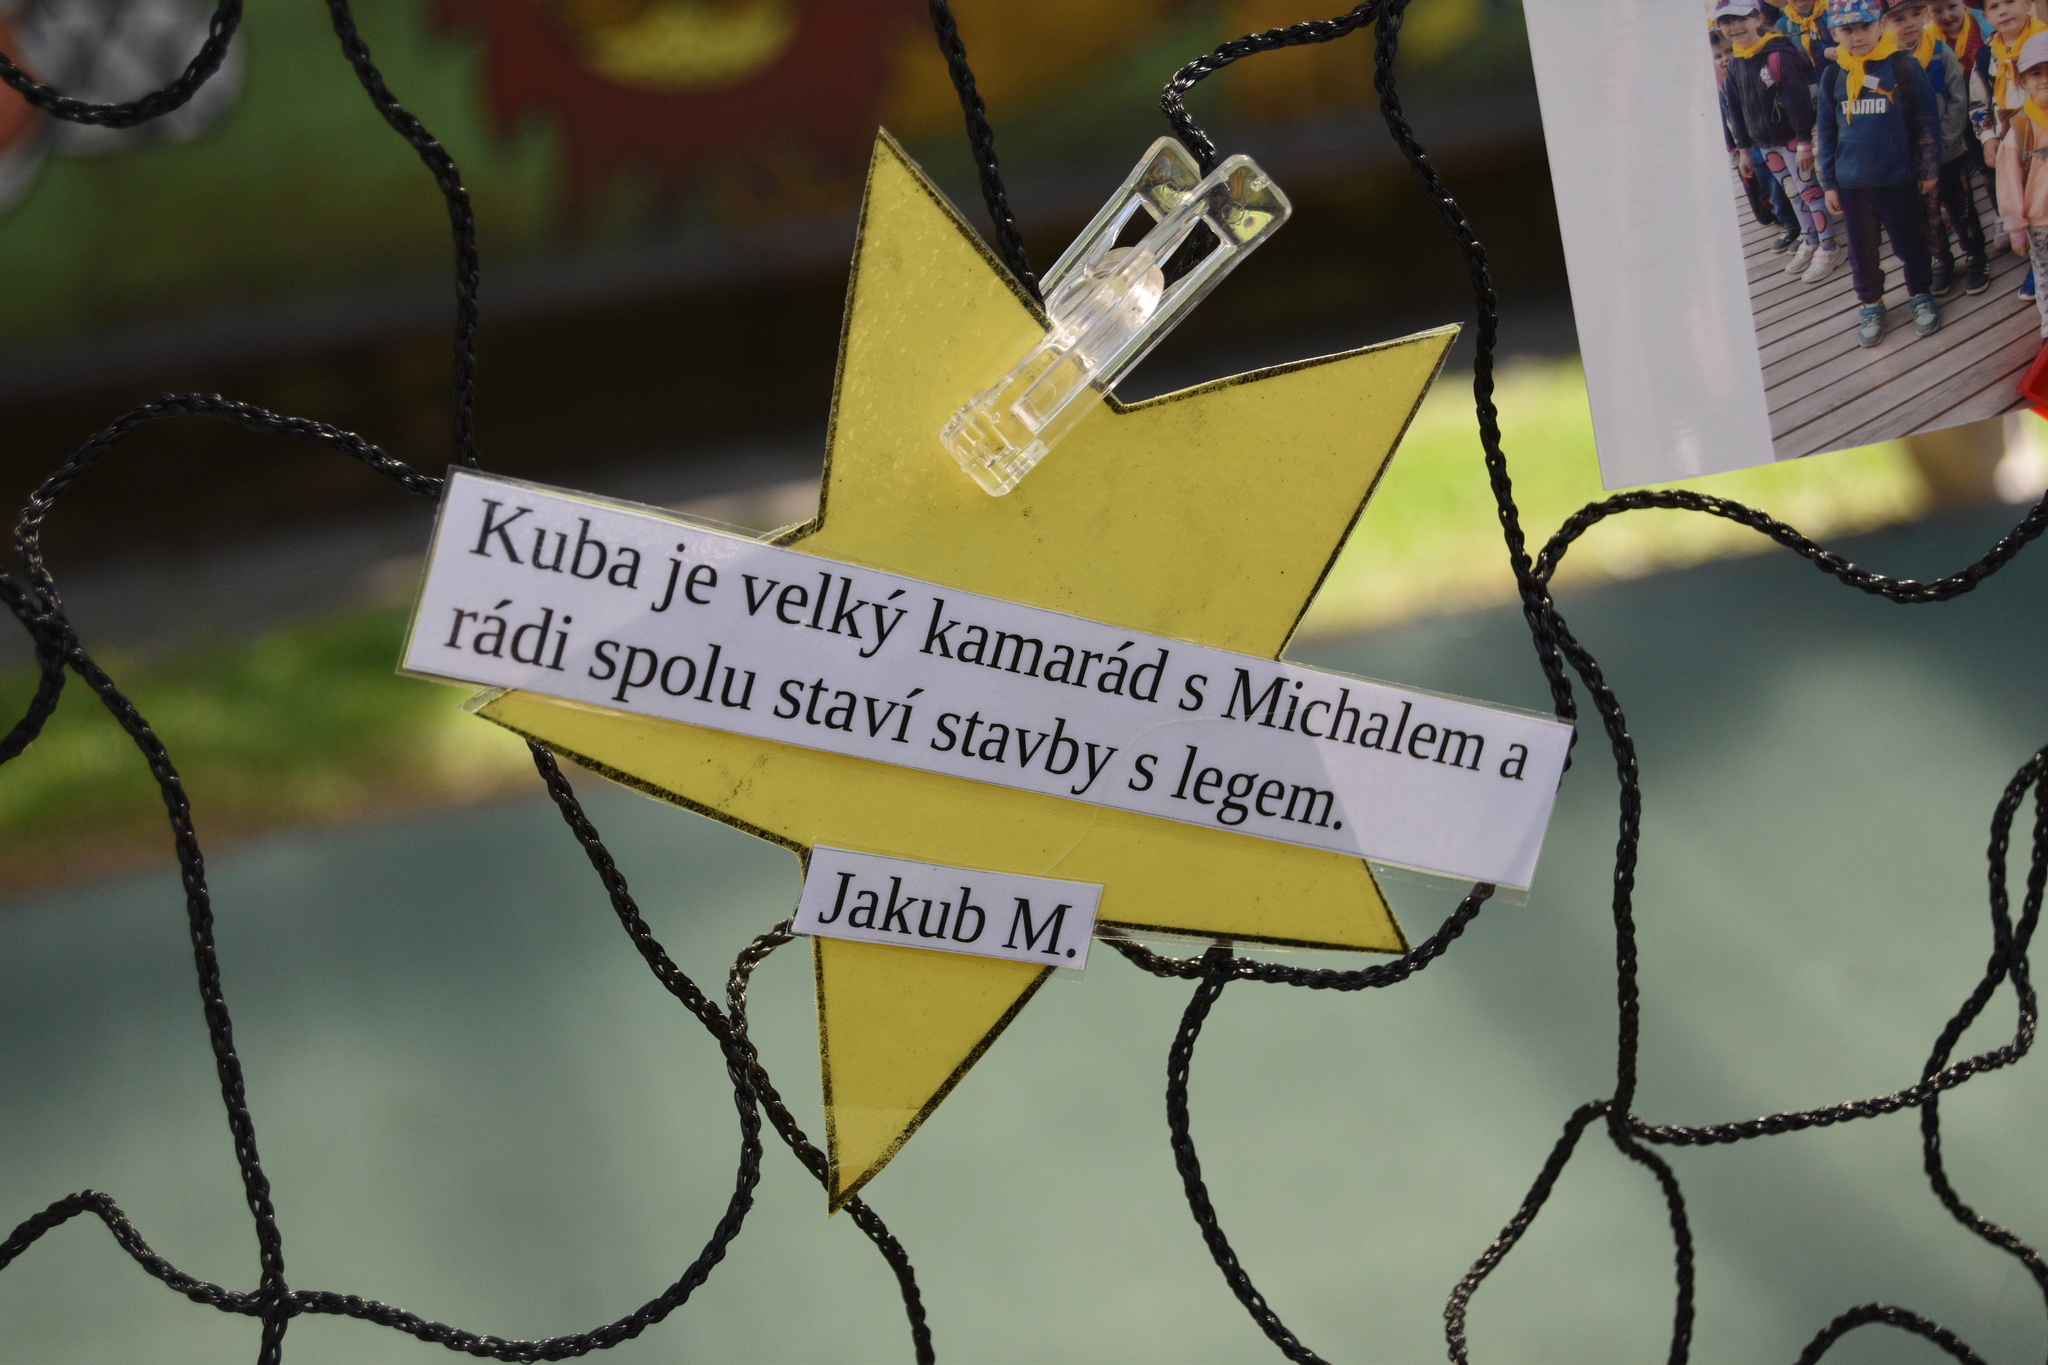 Kuba je velký kamarád s Michalem a
rádi spolu staví stavby s legem.
Jakub M.
PUMA